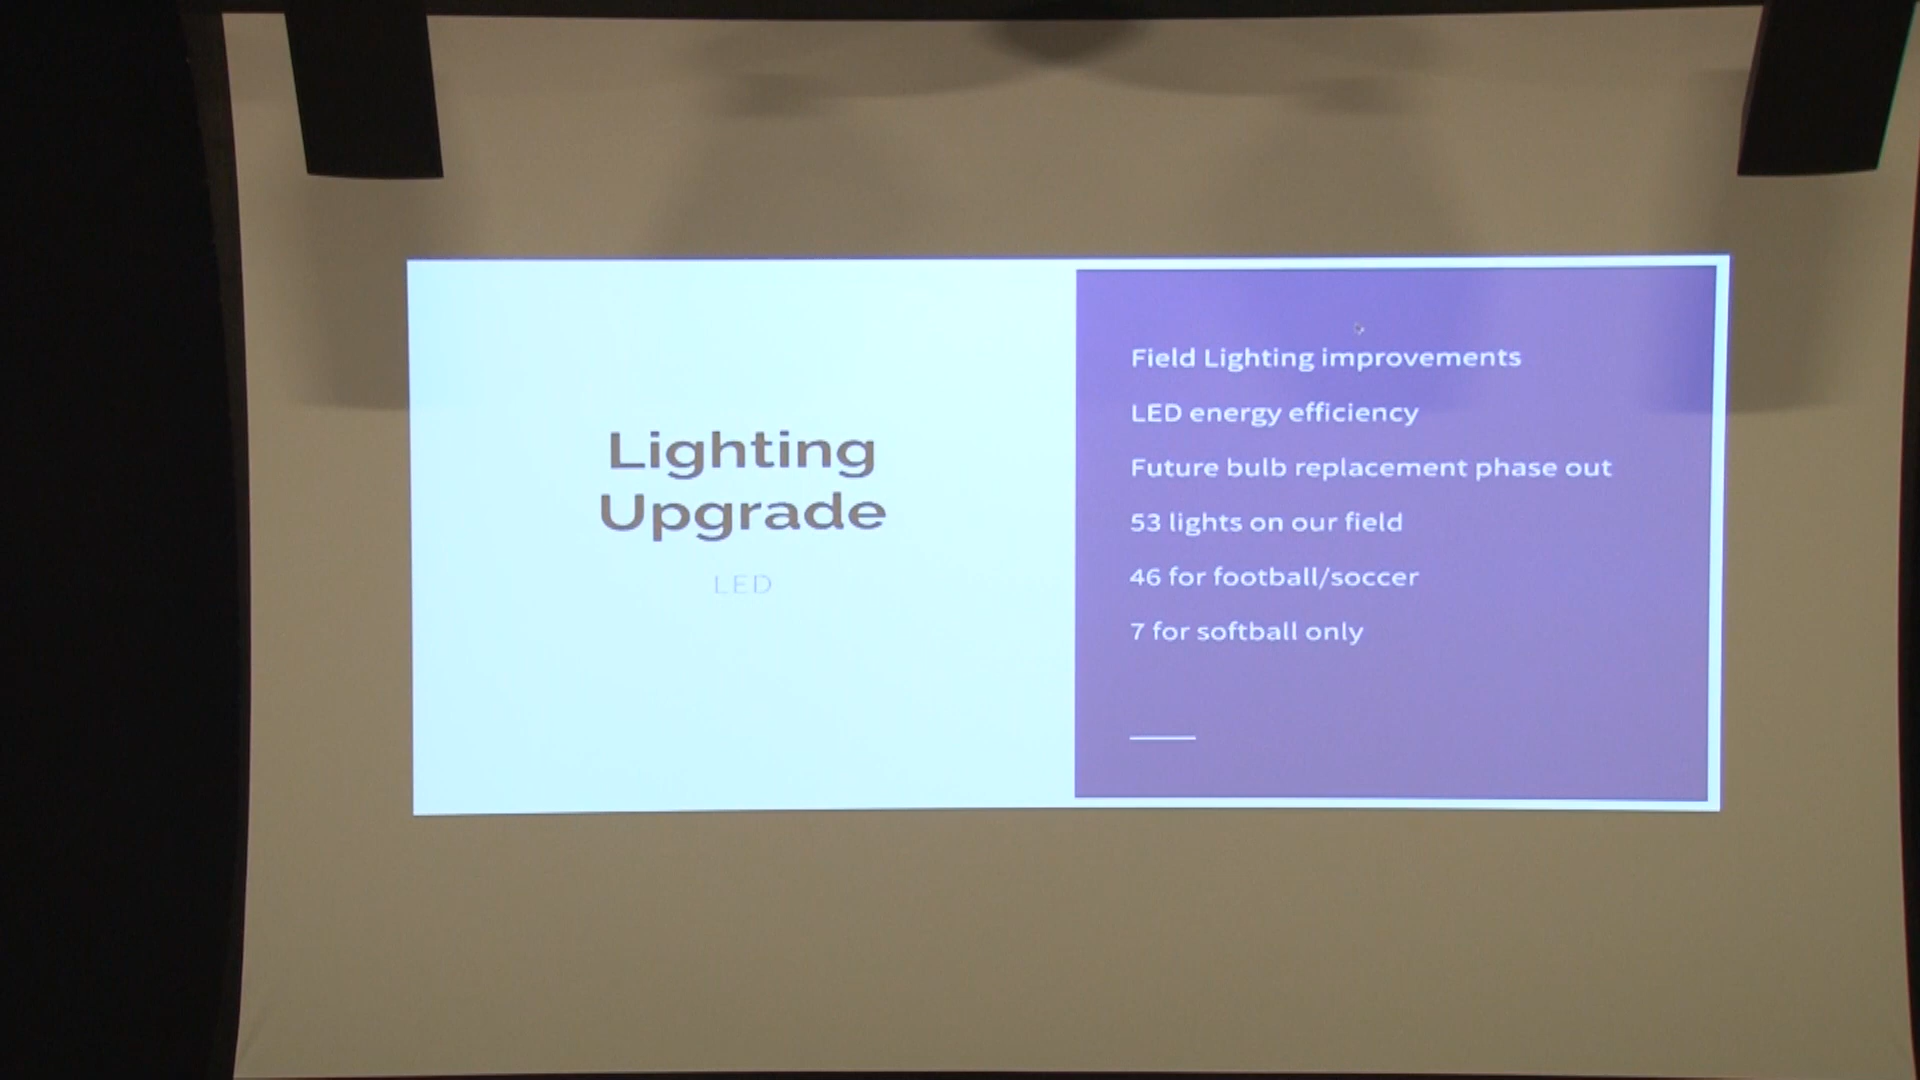 Lighting
Upgrade
LED
Field Lighting improvements
LED energy efficiency
Future bulb replacement phase out
53 lights on our field
46 for football/soccer
7 for softball only